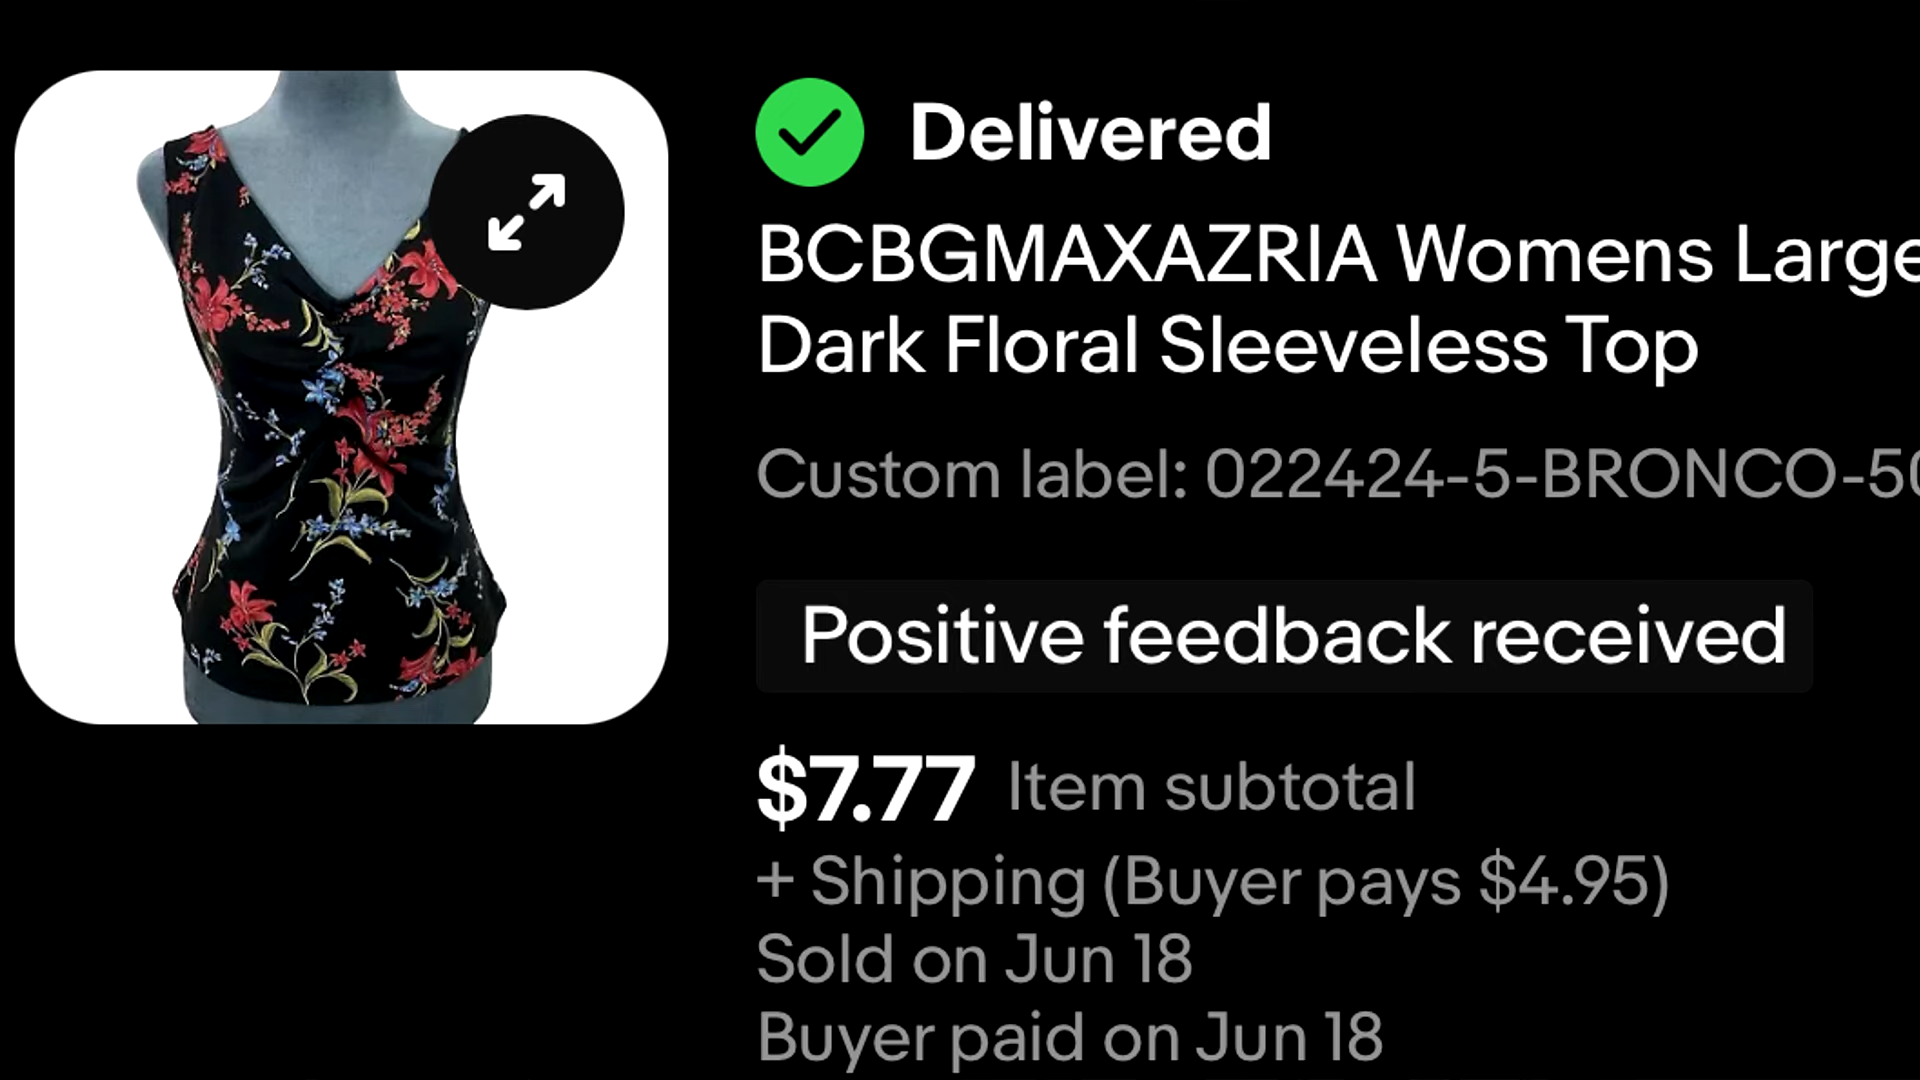 Delivered
BCBGMAXAZRIA Womens Large
Dark Floral Sleeveless Top
Custom label: 022424-5-BRONCO-50
Positive feedback received
$7.77 Item subtotal
+ Shipping (Buyer pays $4.95)
Sold on Jun 18
Buyer paid on Jun 18